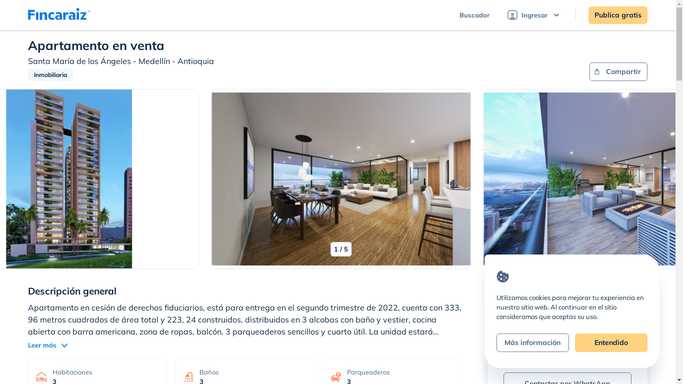 Fincaraiz
Buscador
Ingresar
Publica gratis
Apartamento en venta
Santa María de los Ángeles - Medellín - Antioquia
Inmobiliaria
Compartir
1 / 5
Descripción general
Apartamento en cesión de derechos fiduciarios, está para entrega en el segundo trimestre de 2022, cuenta con 333,
96 metros cuadrados de área total y 223, 24 construidos, distribuidos en 3 alcobas con baño y vestier, cocina
abierta con barra americana, zona de ropas, balcón, 3 parqueaderos sencillos y cuarto útil. La unidad estará...
Leer más
Habitaciones
3
Baños
3
Parqueaderos
3
Utilizamos cookies para mejorar tu experiencia en
nuestro sitio web. Al continuar en el sitio
consideramos que aceptas su uso.
Más información
Entendido
Contactar por WhatsApp